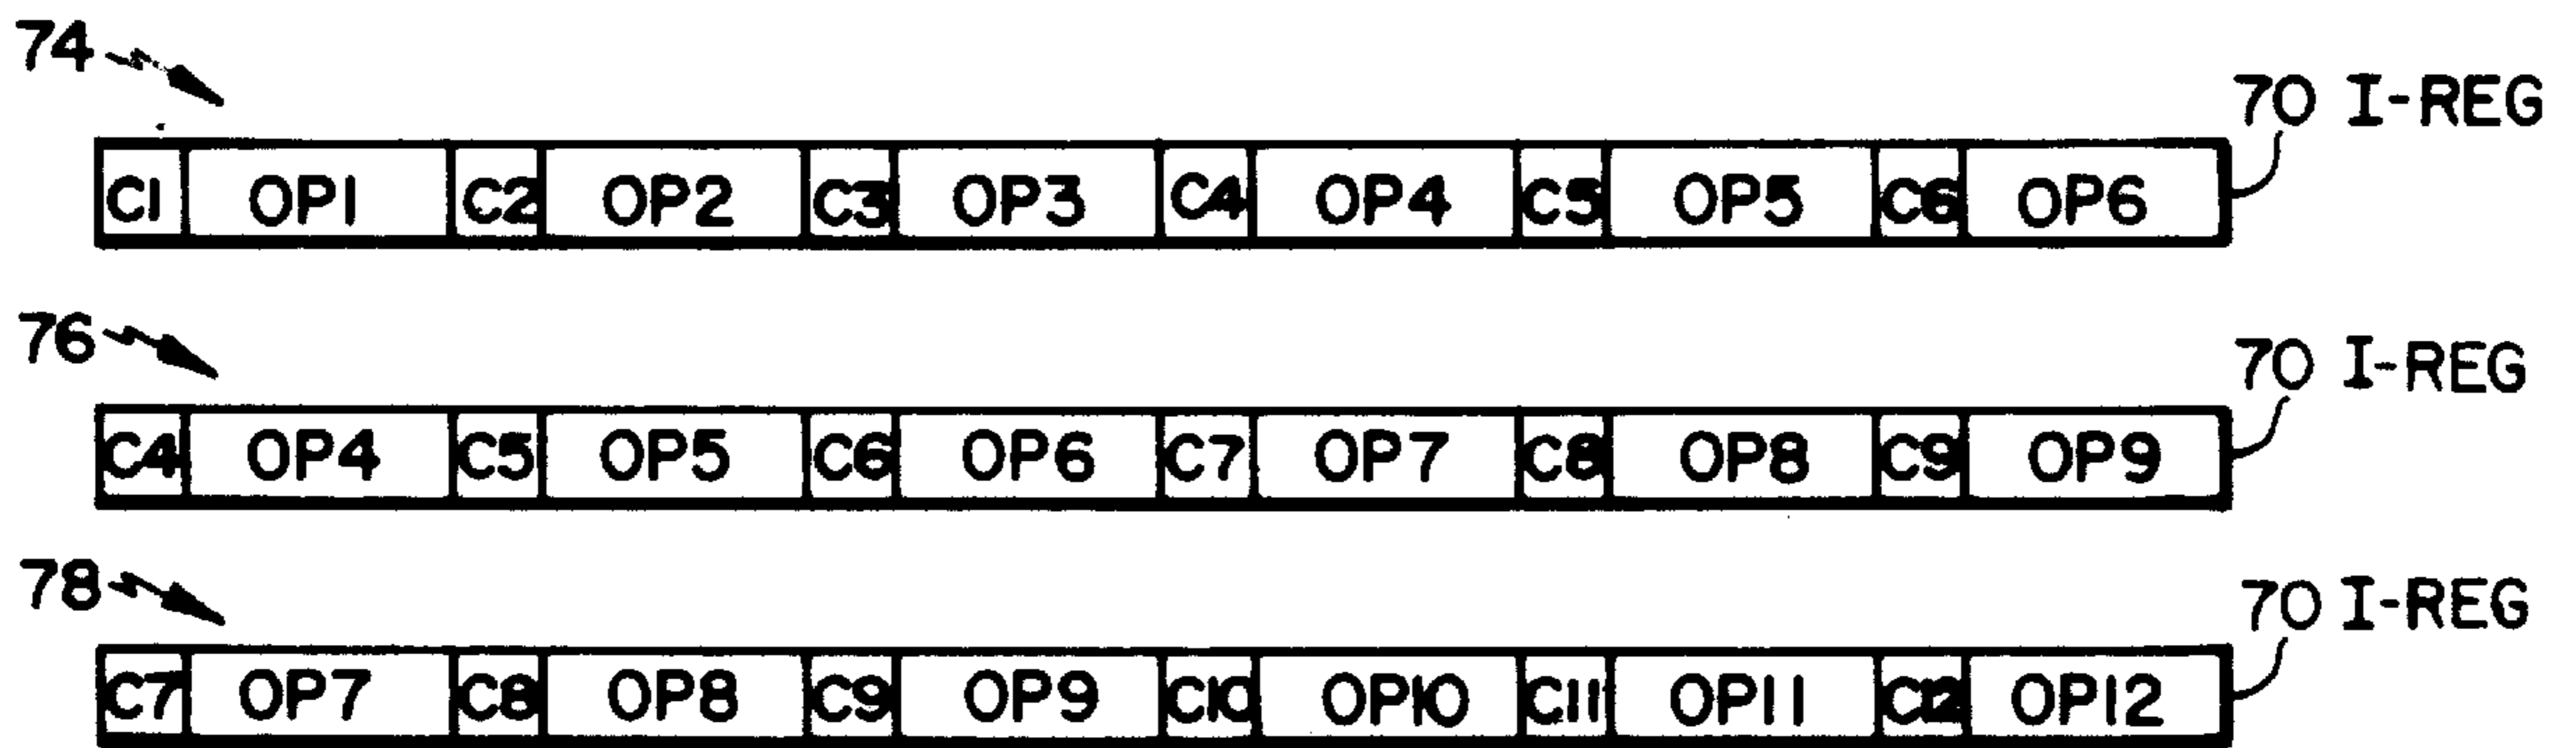 74
70 I-REG
C1 OP1 C2 OP2 C3 OP3 C4 OP4 C5 OP5 C6 OP6
76
70 I-REG
C4 OP4 C5 OP5 C6 OP6 C7 OP7 C8 OP8 C9 OP9
78
70 I-REG
C7 OP7 C8 OP8 C9 OP9 C10 OP10 C11 OP11 C12 OP12